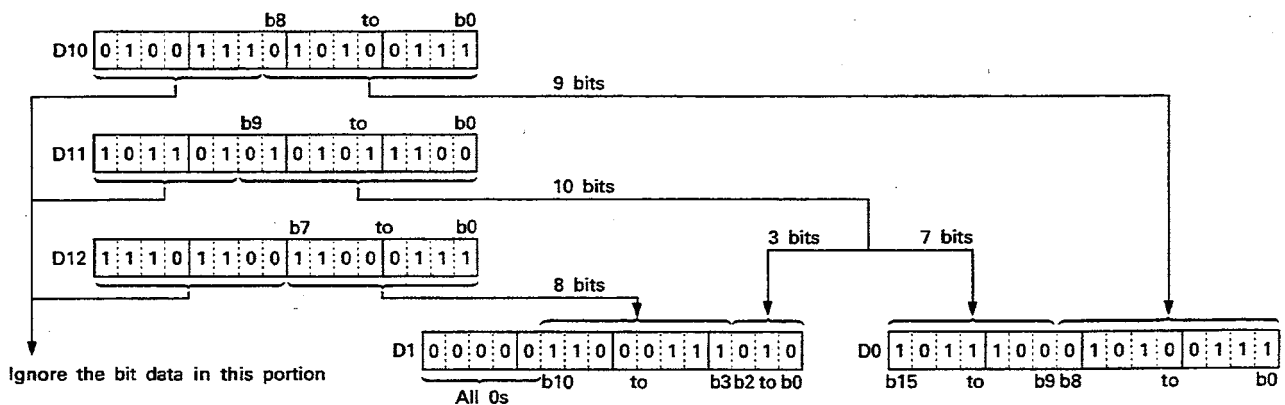 b8 to b0
D10 0 1 0 0 1 1 1 0 1 0 1 0 0 1 1 1
9 bits
b9 to b0
D11 1 0 1 1 0 1 0 1 0 1 0 1 1 1 0 0
10 bits
b7 to b0
3 bits 7 bits
D12 1 1 1 0 1 1 0 0 1 1 0 0 0 1 1 1
8 bits
D1 0 0 0 0 0 1 1 0 0 0 1 1 1 0 1 0
D0 1 0 1 1 1 0 0 0 1 0 1 0 0 1 1 1
Ignore the bit data in this portion
b10 to b3 b2 to b0
b15 to b9 b8 to b0
All 0s